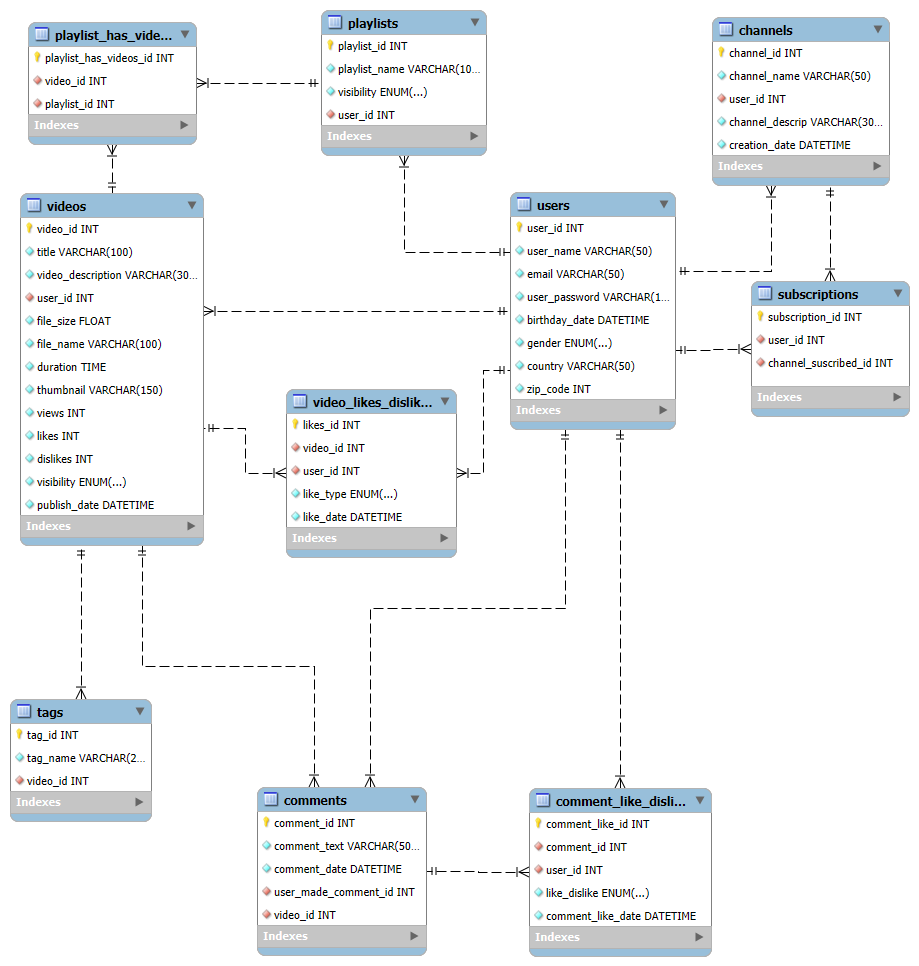 playlist_has_vide...
playlist_has_videos_id INT
video_id INT
playlist_id INT
Indexes
playlists
playlist_id INT
playlist_name VARCHAR(10...
visibility ENUM(...)
user_id INT
Indexes
channels
channel_id INT
channel_name VARCHAR(50)
user_id INT
channel_descrip VARCHAR(30...
creation_date DATETIME
Indexes
videos
video_id INT
title VARCHAR(100)
video_description VARCHAR(30...
user_id INT
file_size FLOAT
file_name VARCHAR(100)
duration TIME
thumbnail VARCHAR(150)
views INT
likes INT
dislikes INT
visibility ENUM(...)
publish_date DATETIME
Indexes
users
user_id INT
user_name VARCHAR(50)
email VARCHAR(50)
user_password VARCHAR(1...
birthday_date DATETIME
gender ENUM(...)
country VARCHAR(50)
zip_code INT
Indexes
subscriptions
subscription_id INT
user_id INT
channel_suscribed_id INT
Indexes
video_likes_dislik...
likes_id INT
video_id INT
user_id INT
like_type ENUM(...)
like_date DATETIME
Indexes
tags
tag_id INT
tag_name VARCHAR(2...
video_id INT
Indexes
comments
comment_id INT
comment_text VARCHAR(50...
comment_date DATETIME
user_made_comment_id INT
video_id INT
Indexes
comment_like_disli...
comment_like_id INT
comment_id INT
user_id INT
like_dislike ENUM(...)
comment_like_date DATETIME
Indexes